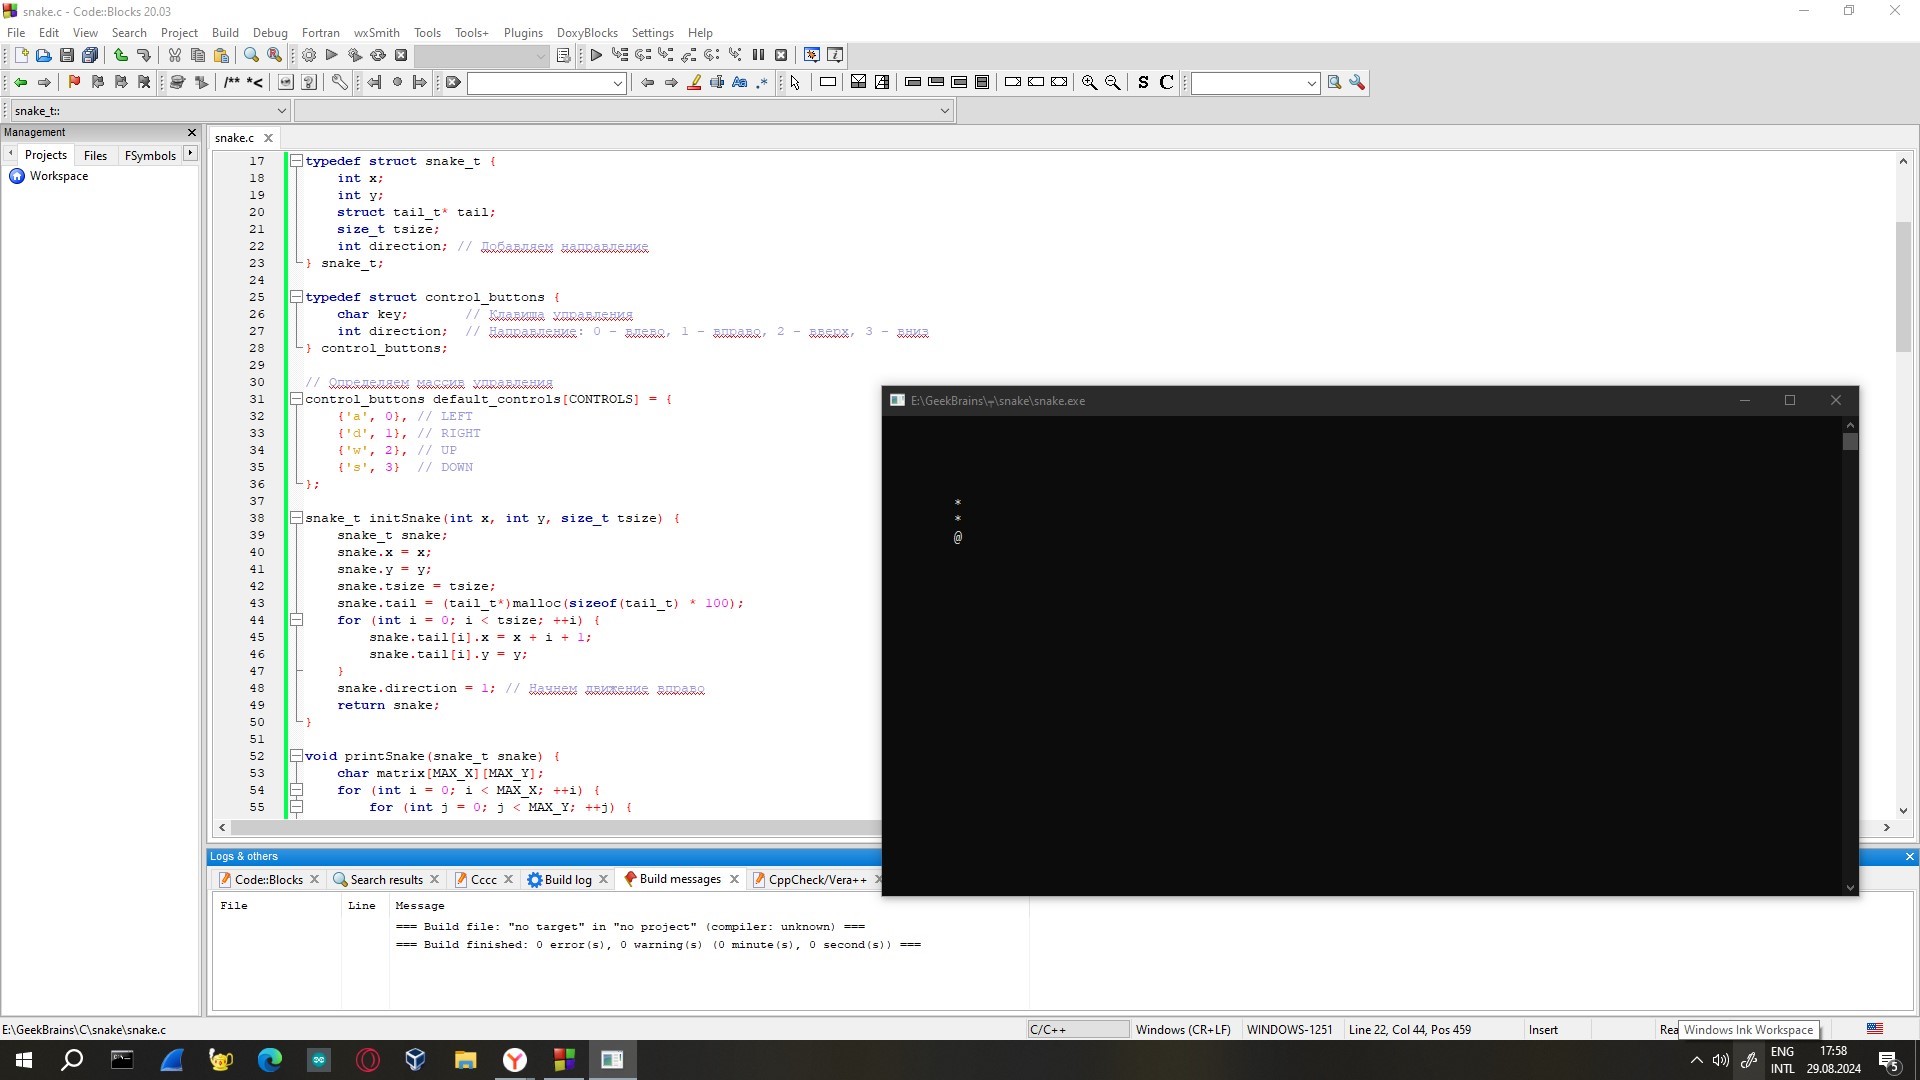 snake.c - Code::Blocks 20.03
File Edit View Search Project Build Debug Fortran wxSmith Tools Tools+ Plugins DoxyBlocks Settings Help
/** *<
Aa .*
S C
snake_t::
Management
Projects Files FSymbols
Workspace
snake.c
17 typedef struct snake_t {
18 int x;
19 int y;
20 struct tail_t* tail;
21 size_t tsize;
22 int direction; // Добавляем направление
23 } snake_t;
24
25 typedef struct control_buttons {
26 char key; // Клавиша управления
27 int direction; // Направление: 0 - влево, 1 - вправо, 2 - вверх, 3 - вниз
28 } control_buttons;
29
30 // Определяем массив управления
31 control_buttons default_controls[CONTROLS] = {
32 {'a', 0}, // LEFT
33 {'d', 1}, // RIGHT
34 {'w', 2}, // UP
35 {'s', 3} // DOWN
36 };
37
38 snake_t initSnake(int x, int y, size_t tsize) {
39 snake_t snake;
40 snake.x = x;
41 snake.y = y;
42 snake.tsize = tsize;
43 snake.tail = (tail_t*)malloc(sizeof(tail_t) * 100);
44 for (int i = 0; i < tsize; ++i) {
45 snake.tail[i].x = x + i + 1;
46 snake.tail[i].y = y;
47 }
48 snake.direction = 1; // Начнем движение вправо
49 return snake;
50 }
51
52 void printSnake(snake_t snake) {
53 char matrix[MAX_X][MAX_Y];
54 for (int i = 0; i < MAX_X; ++i) {
55 for (int j = 0; j < MAX_Y; ++j) {
E:\GeekBrains\╤\snake\snake.exe
*
*
@
Logs & others
Code::Blocks Search results Cccc Build log Build messages CppCheck/Vera++
File Line Message
=== Build file: "no target" in "no project" (compiler: unknown) ===
=== Build finished: 0 error(s), 0 warning(s) (0 minute(s), 0 second(s)) ===
E:\GeekBrains\C\snake\snake.c C/C++ Windows (CR+LF) WINDOWS-1251 Line 22, Col 44, Pos 459 Insert Rea
Windows Ink Workspace
ENG 17:58
INTL 29.08.2024 5